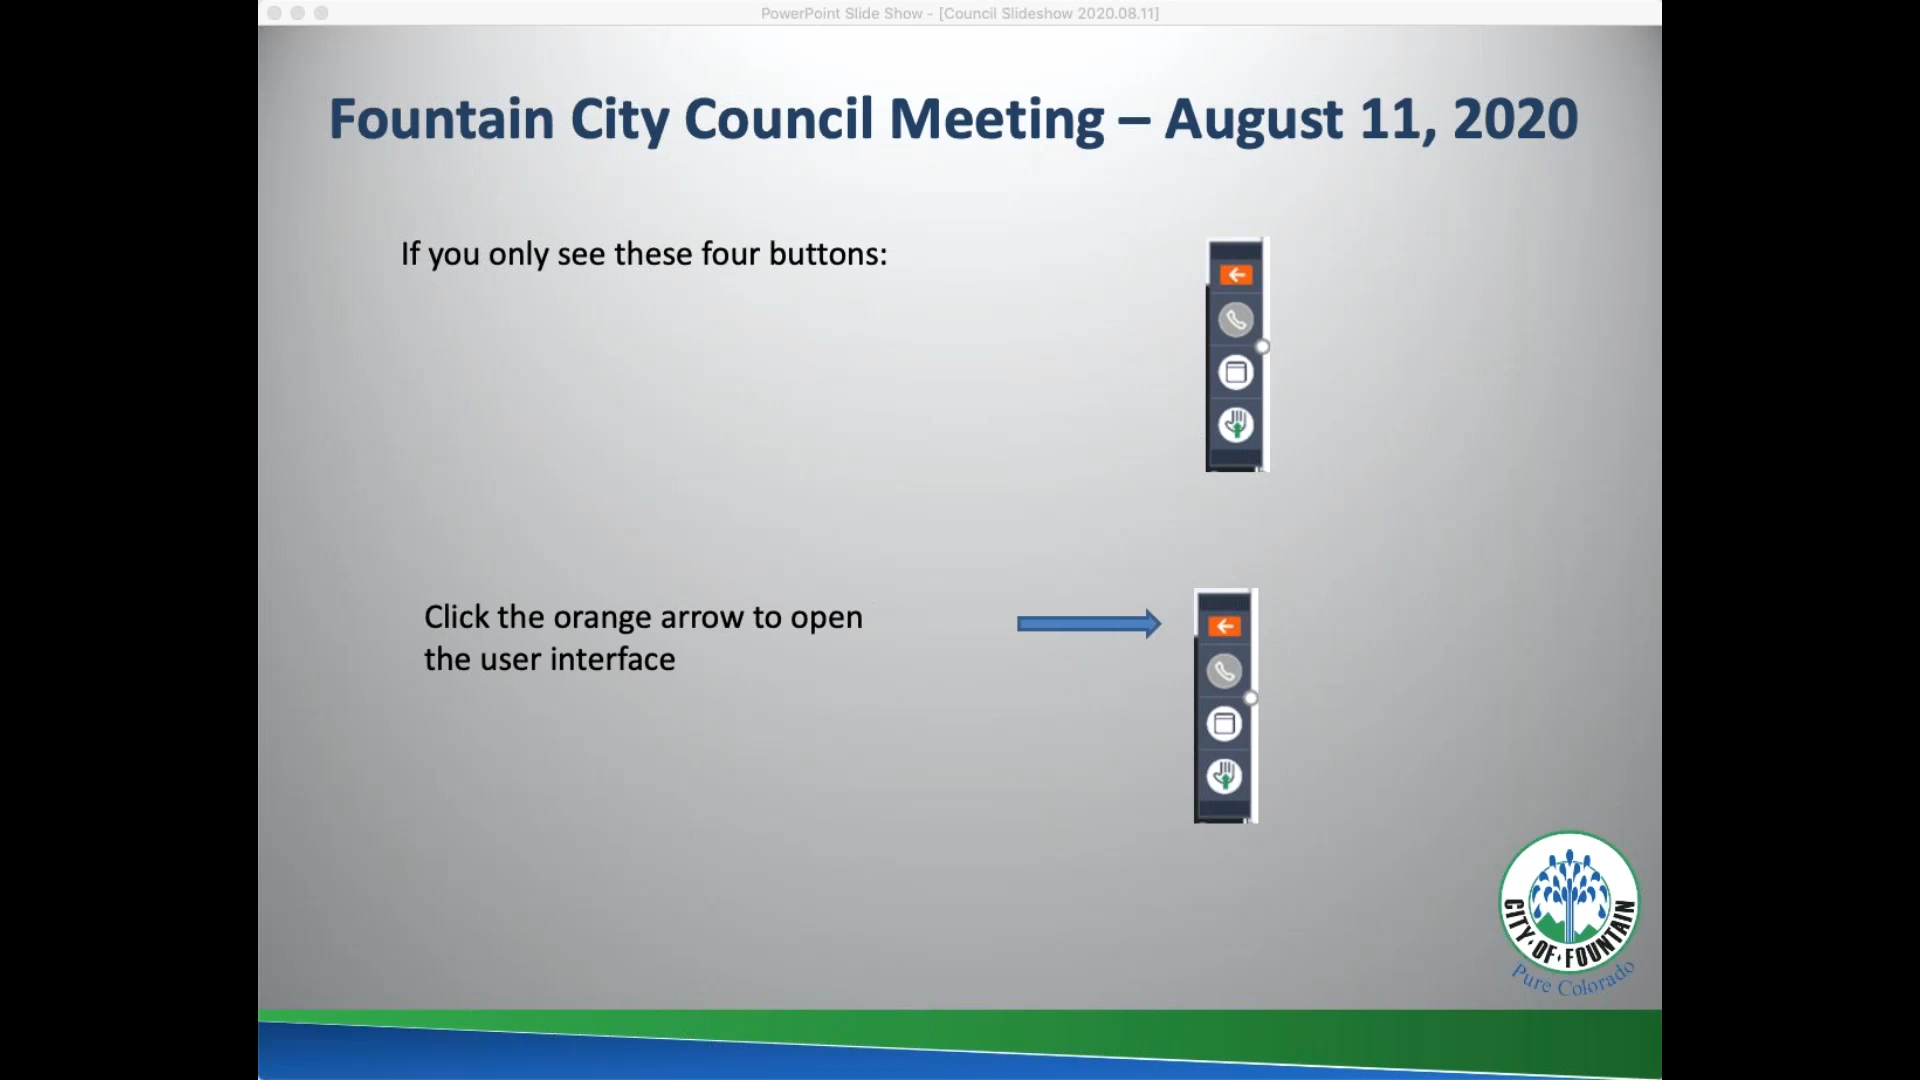 PowerPoint Slide Show - [Council Slideshow 2020.08.11]
Fountain City Council Meeting – August 11, 2020
If you only see these four buttons:
Click the orange arrow to open
the user interface
CITY OF FOUNTAIN
Pure Colorado